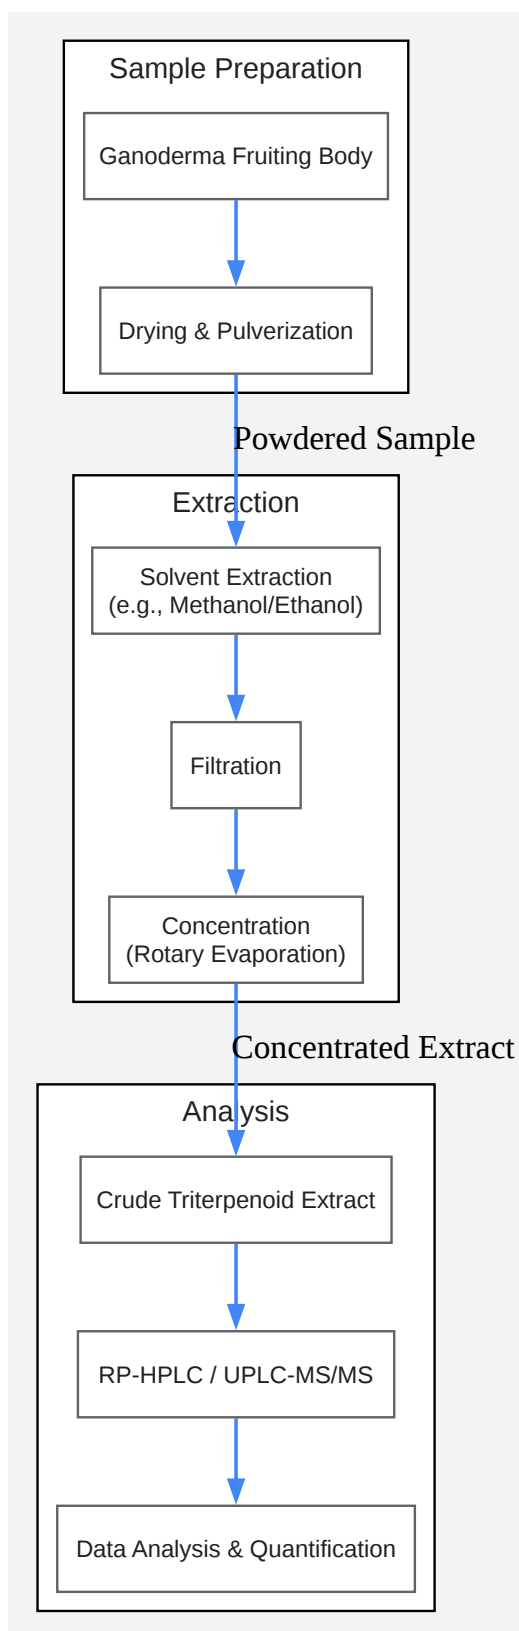 Sample Preparation
Ganoderma Fruiting Body
Drying & Pulverization
Powdered Sample
Extraction
Solvent Extraction
(e.g., Methanol/Ethanol)
Filtration
Concentration
(Rotary Evaporation)
Concentrated Extract
Analysis
Crude Triterpenoid Extract
RP-HPLC / UPLC-MS/MS
Data Analysis & Quantification